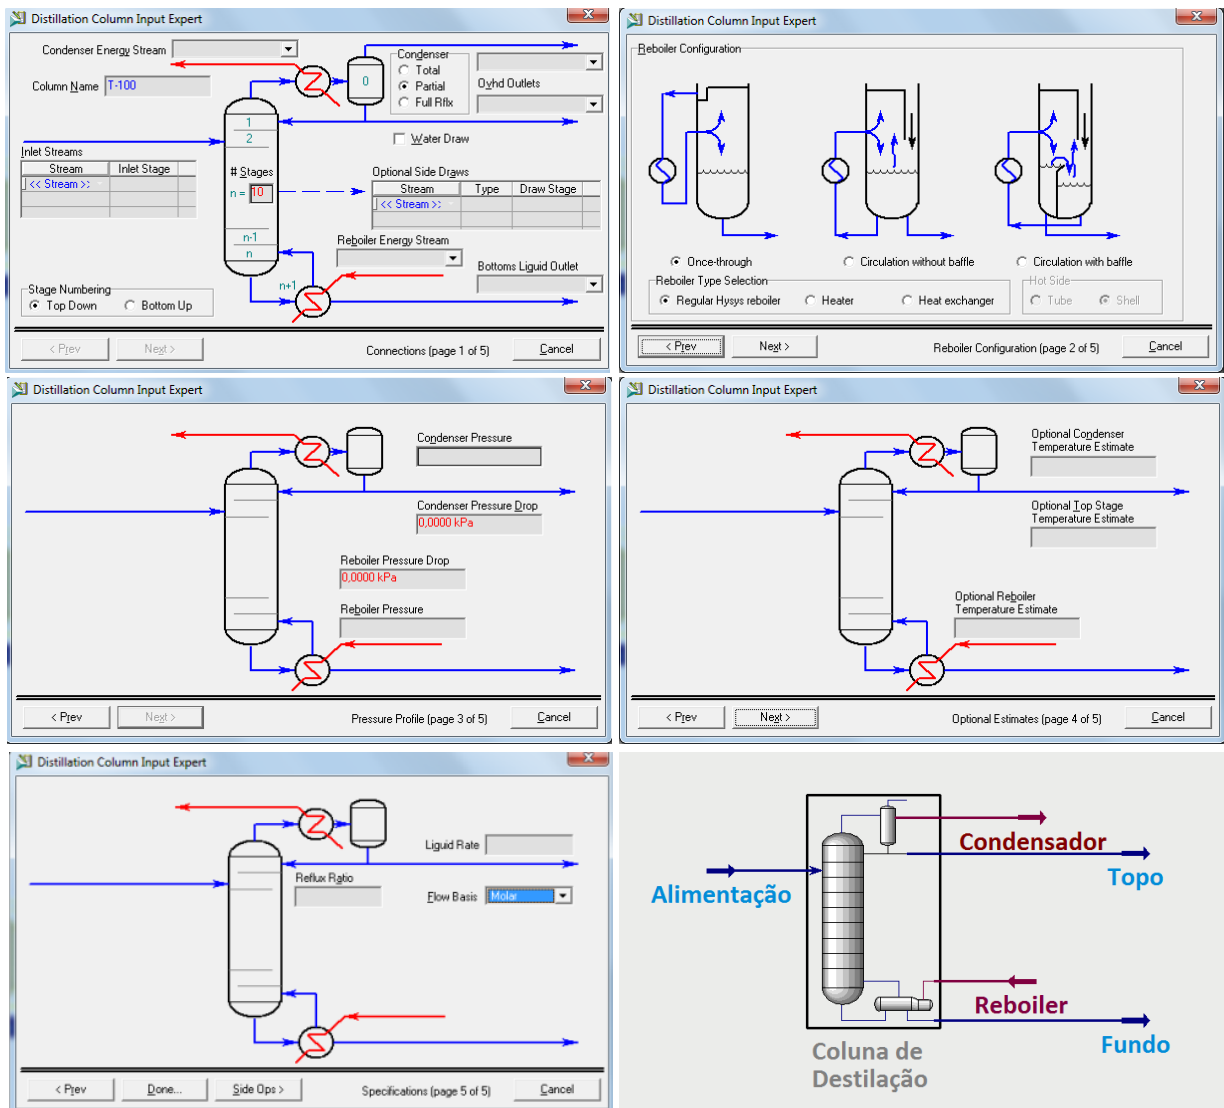 Distillation Column Input Expert
Condenser Energy Stream
Column Name T-100
Condenser
Total
Partial
Full Rflx
Ovhd Outlets
0
1
2
Water Draw
Inlet Streams
Stream Inlet Stage
<< Stream >>
# Stages
n = 10
Optional Side Draws
Stream Type Draw Stage
<< Stream >>
n-1
n
n+1
Reboiler Energy Stream
Bottoms Liquid Outlet
Stage Numbering
Top Down Bottom Up
< Prev Next > Connections (page 1 of 5) Cancel
Distillation Column Input Expert
Reboiler Configuration
Once-through Circulation without baffle Circulation with baffle
Reboiler Type Selection
Regular Hysys reboiler Heater Heat exchanger
Hot Side
Tube Shell
< Prev Next > Reboiler Configuration (page 2 of 5) Cancel
Distillation Column Input Expert
Condenser Pressure
Condenser Pressure Drop
0,0000 kPa
Reboiler Pressure Drop
0,0000 kPa
Reboiler Pressure
< Prev Next > Pressure Profile (page 3 of 5) Cancel
Distillation Column Input Expert
Optional Condenser
Temperature Estimate
Optional Top Stage
Temperature Estimate
Optional Reboiler
Temperature Estimate
< Prev Next > Optional Estimates (page 4 of 5) Cancel
Distillation Column Input Expert
Liquid Rate
Reflux Ratio
Flow Basis Molar
< Prev Done... Side Ops > Specifications (page 5 of 5) Cancel
Condensador
Topo
Alimentação
Reboiler
Fundo
Coluna de
Destilação